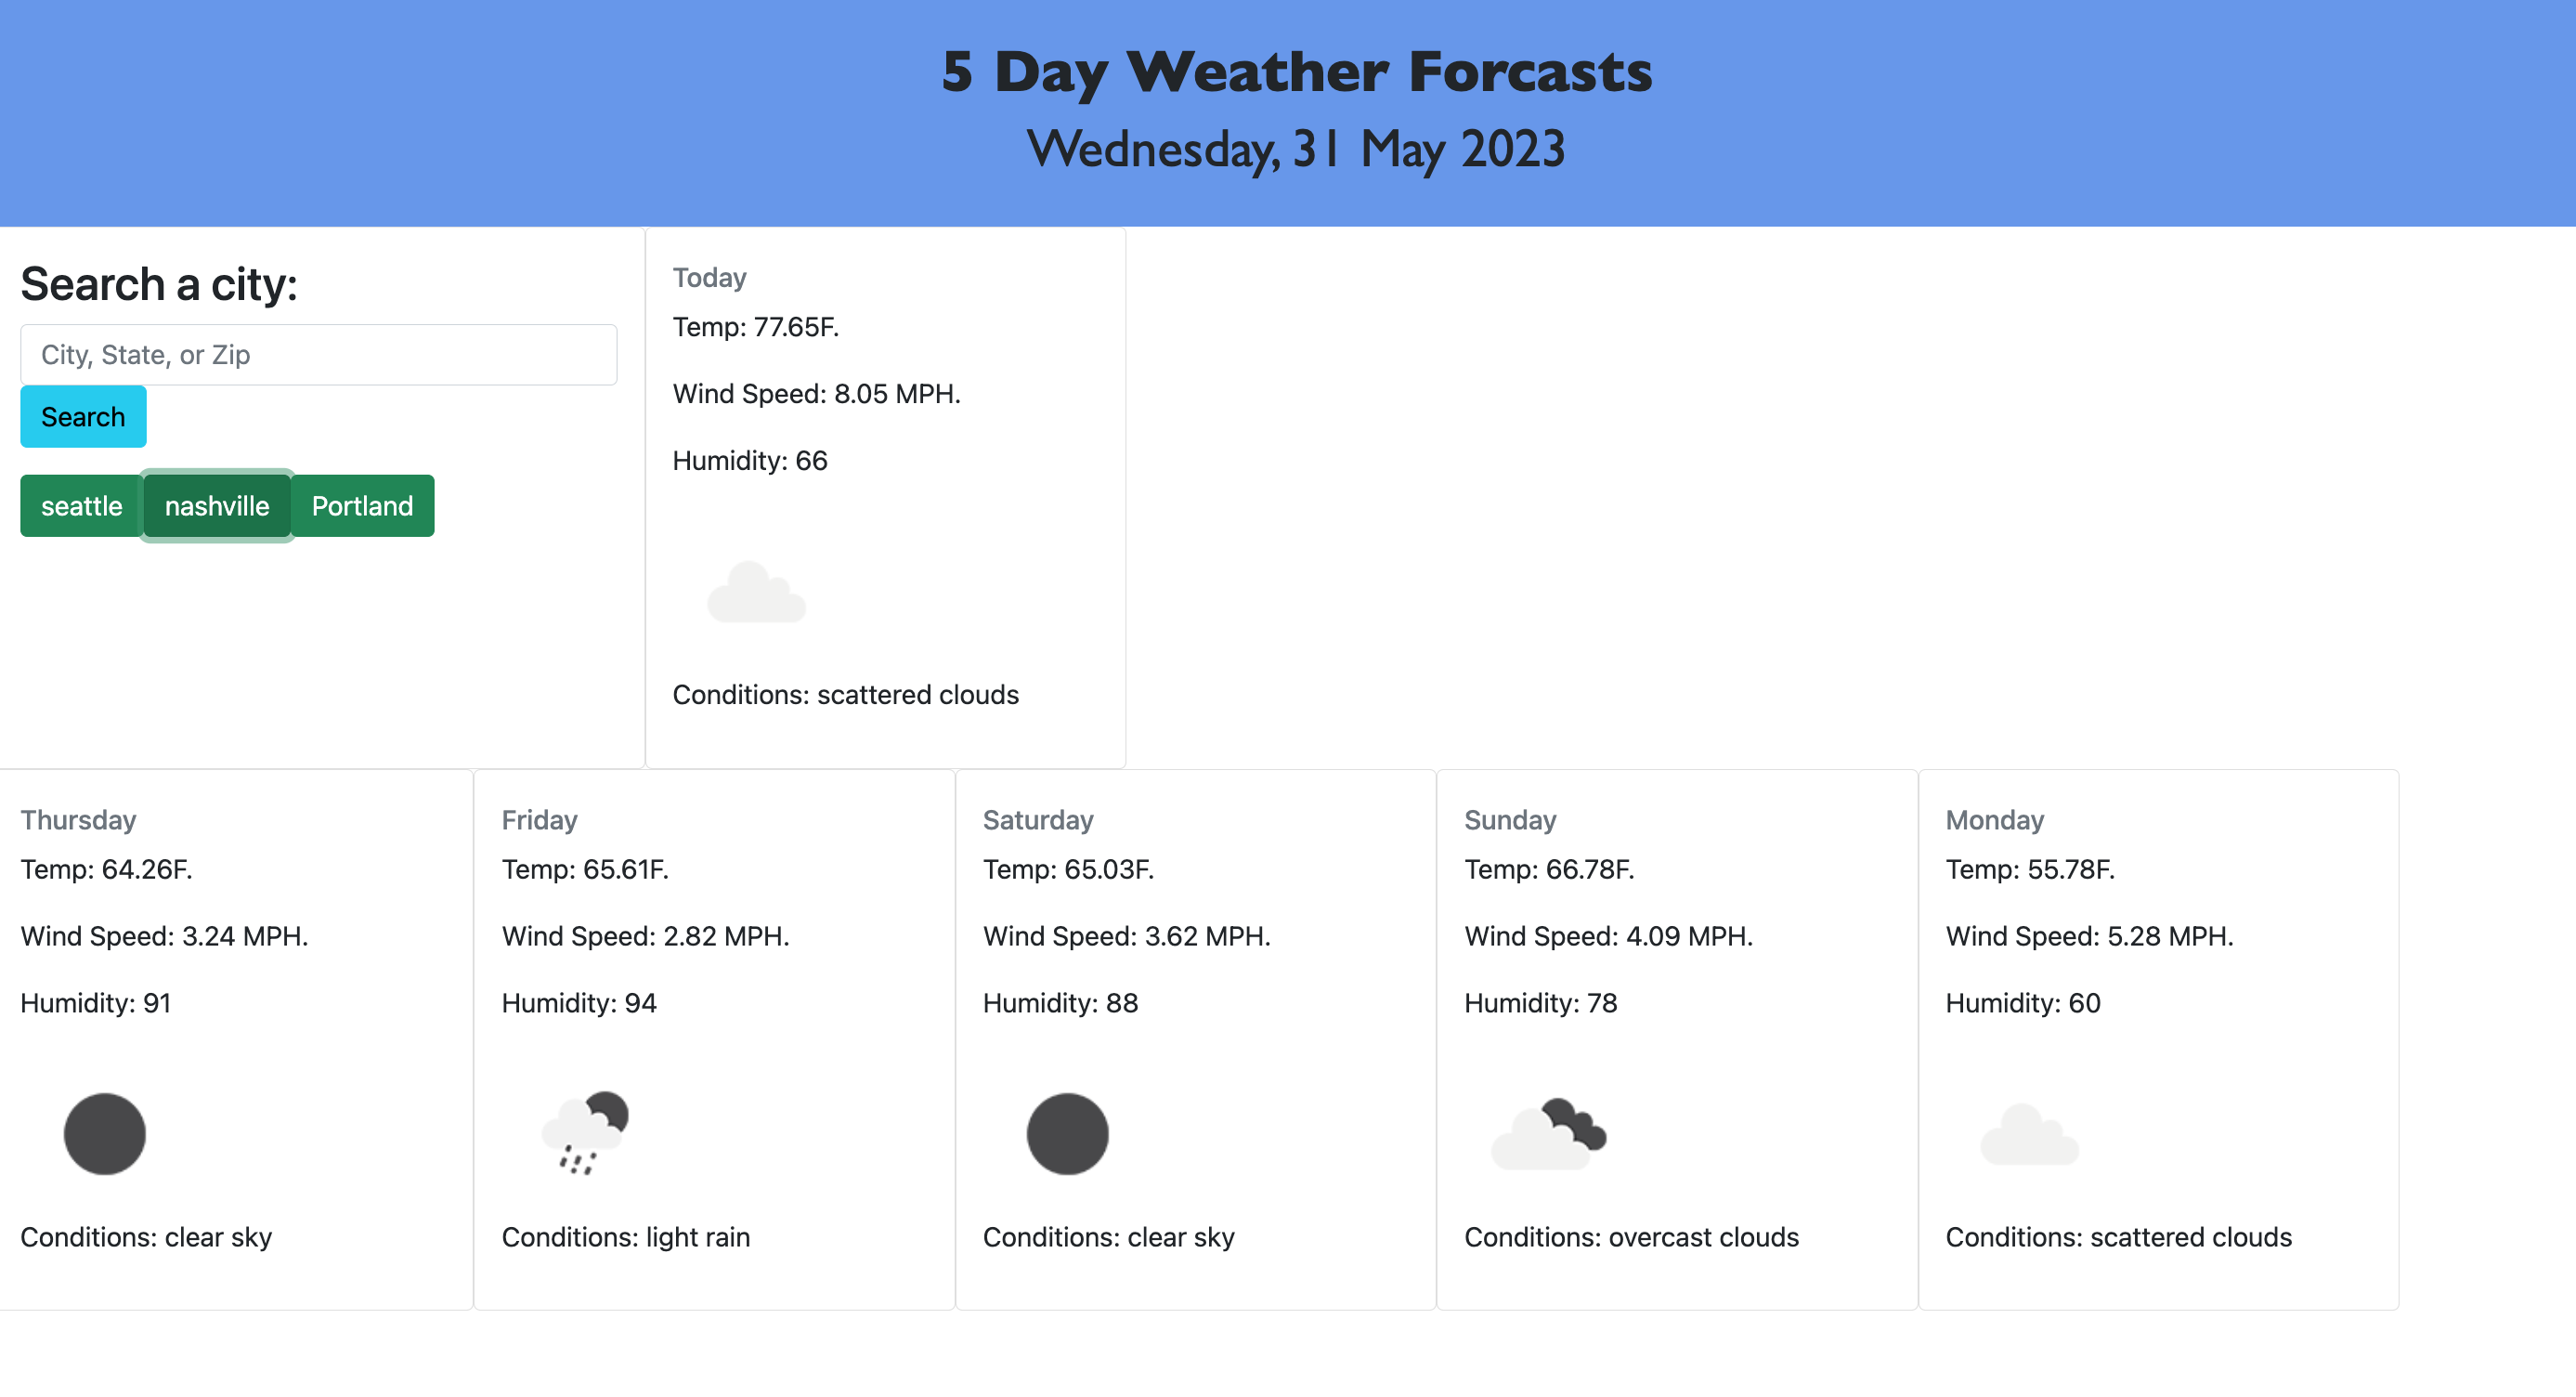 5 Day Weather Forcasts
Wednesday, 31 May 2023
Search a city:
City, State, or Zip
Search
seattle nashville Portland
Today
Temp: 77.65F.
Wind Speed: 8.05 MPH.
Humidity: 66
Conditions: scattered clouds
Thursday
Temp: 64.26F.
Wind Speed: 3.24 MPH.
Humidity: 91
Conditions: clear sky
Friday
Temp: 65.61F.
Wind Speed: 2.82 MPH.
Humidity: 94
Conditions: light rain
Saturday
Temp: 65.03F.
Wind Speed: 3.62 MPH.
Humidity: 88
Conditions: clear sky
Sunday
Temp: 66.78F.
Wind Speed: 4.09 MPH.
Humidity: 78
Conditions: overcast clouds
Monday
Temp: 55.78F.
Wind Speed: 5.28 MPH.
Humidity: 60
Conditions: scattered clouds